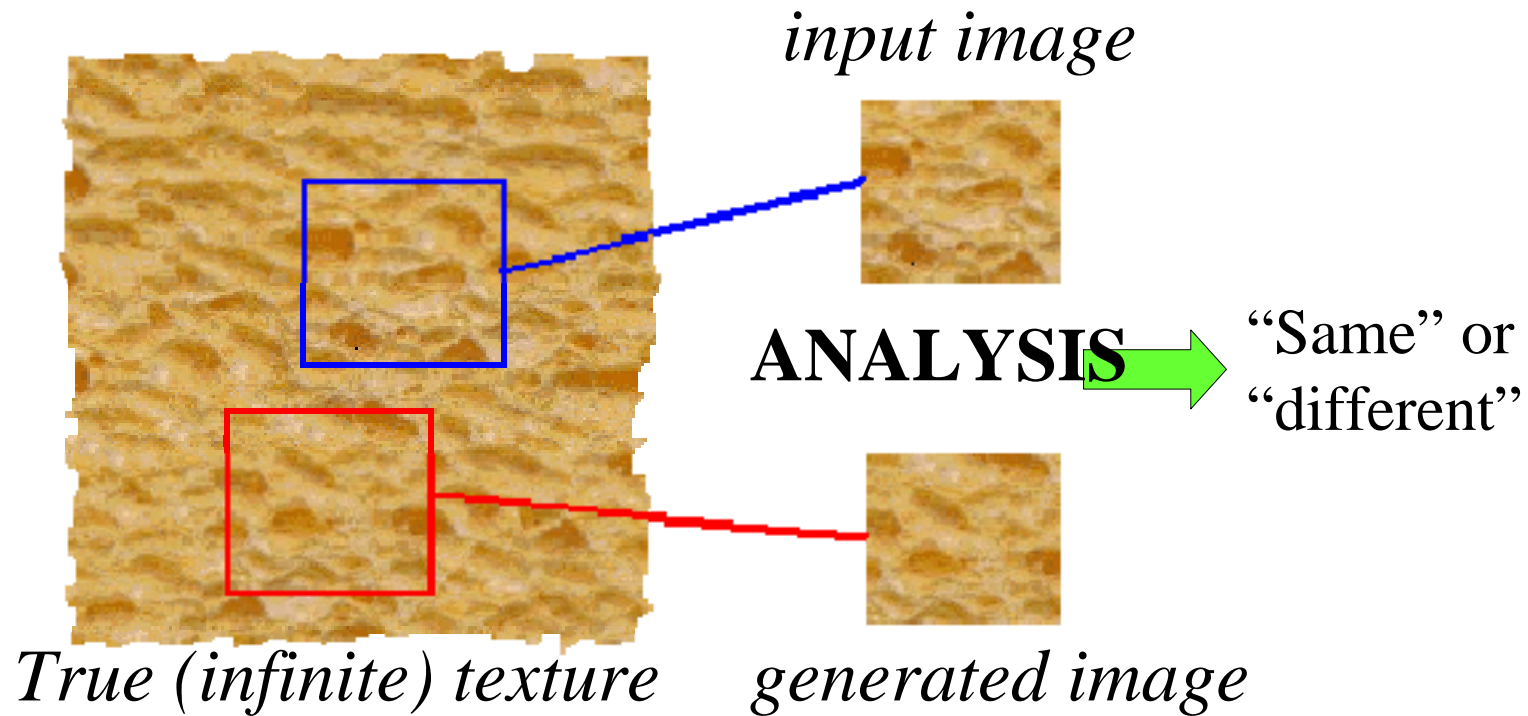 input image
ANALYSIS
“Same” or
“different”
True (infinite) texture
generated image